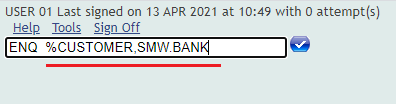 USER 01 Last signed on 13 APR 2021 at 10:49 with 0 attempt(s)
Help Tools Sign Off
ENQ %CUSTOMER,SMW.BANK